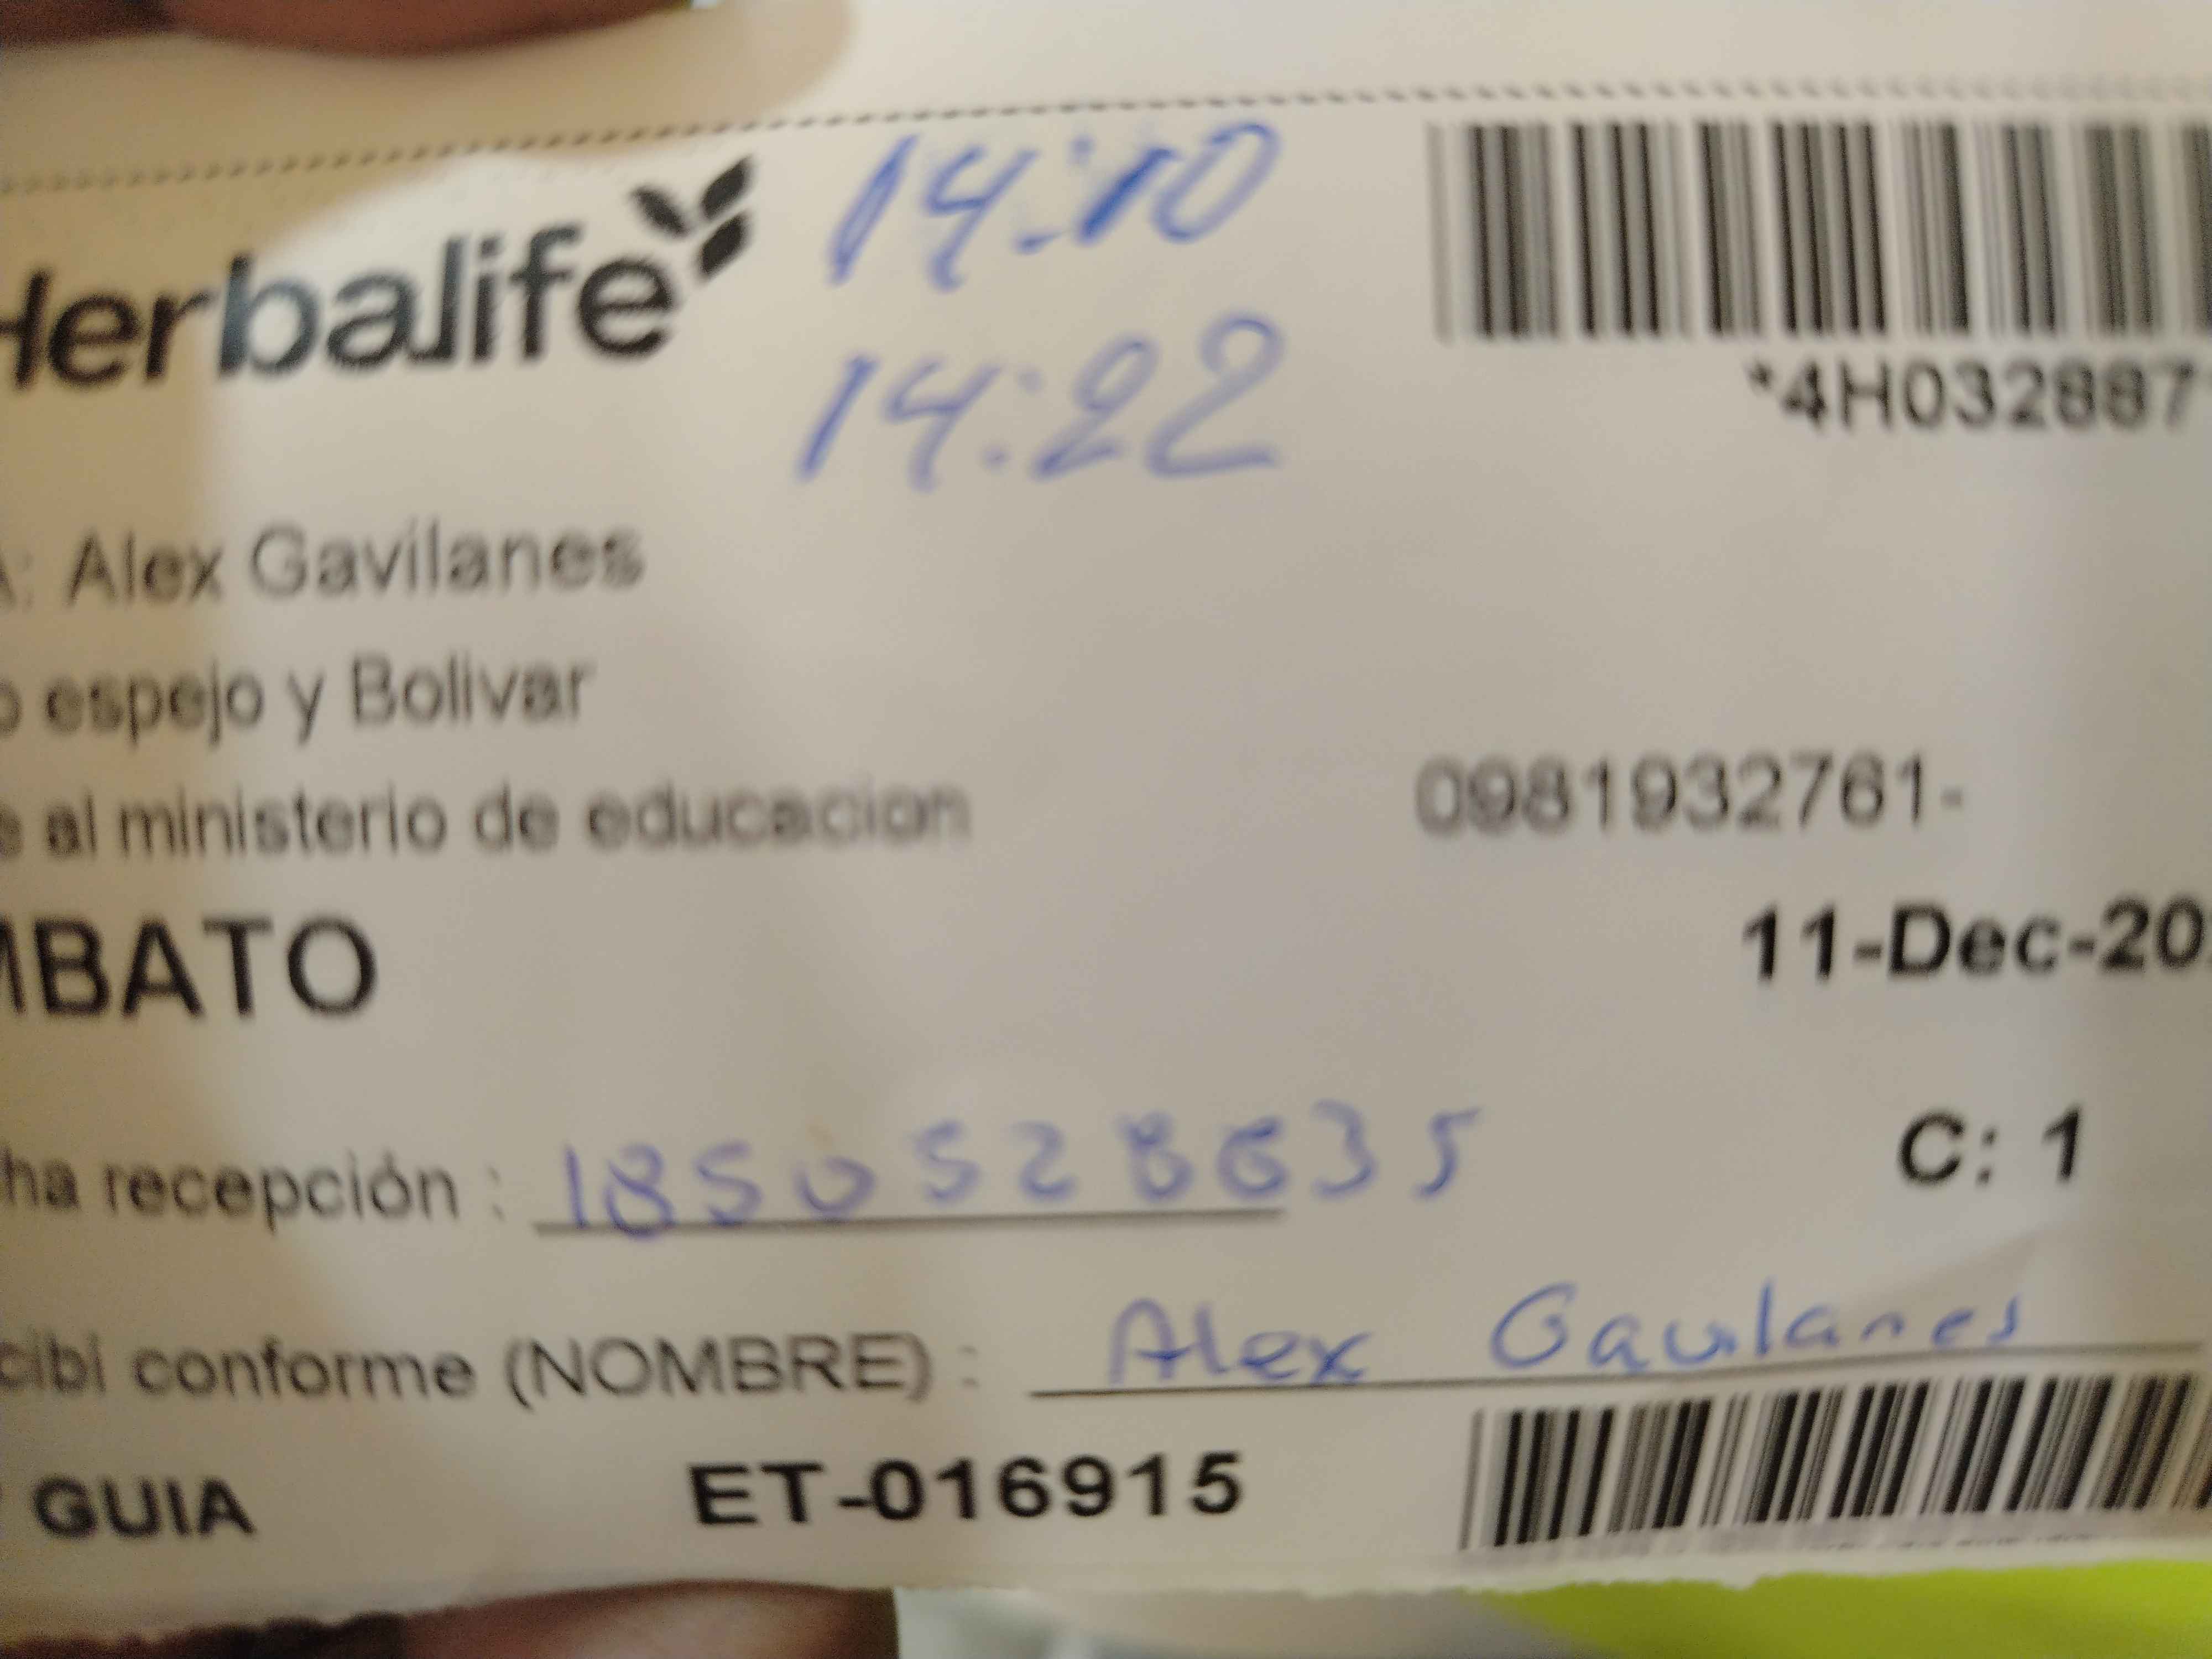 Herbalife
14:10
14:22
*4H0328871
A: Alex Gavilanes
o espejo y Bolivar
e al ministerio de educacion
0981932761-
MBATO
11-Dec-20
ha recepción : 1850528635
C: 1
cibi conforme (NOMBRE) : Alex Gavilanes
GUIA
ET-016915